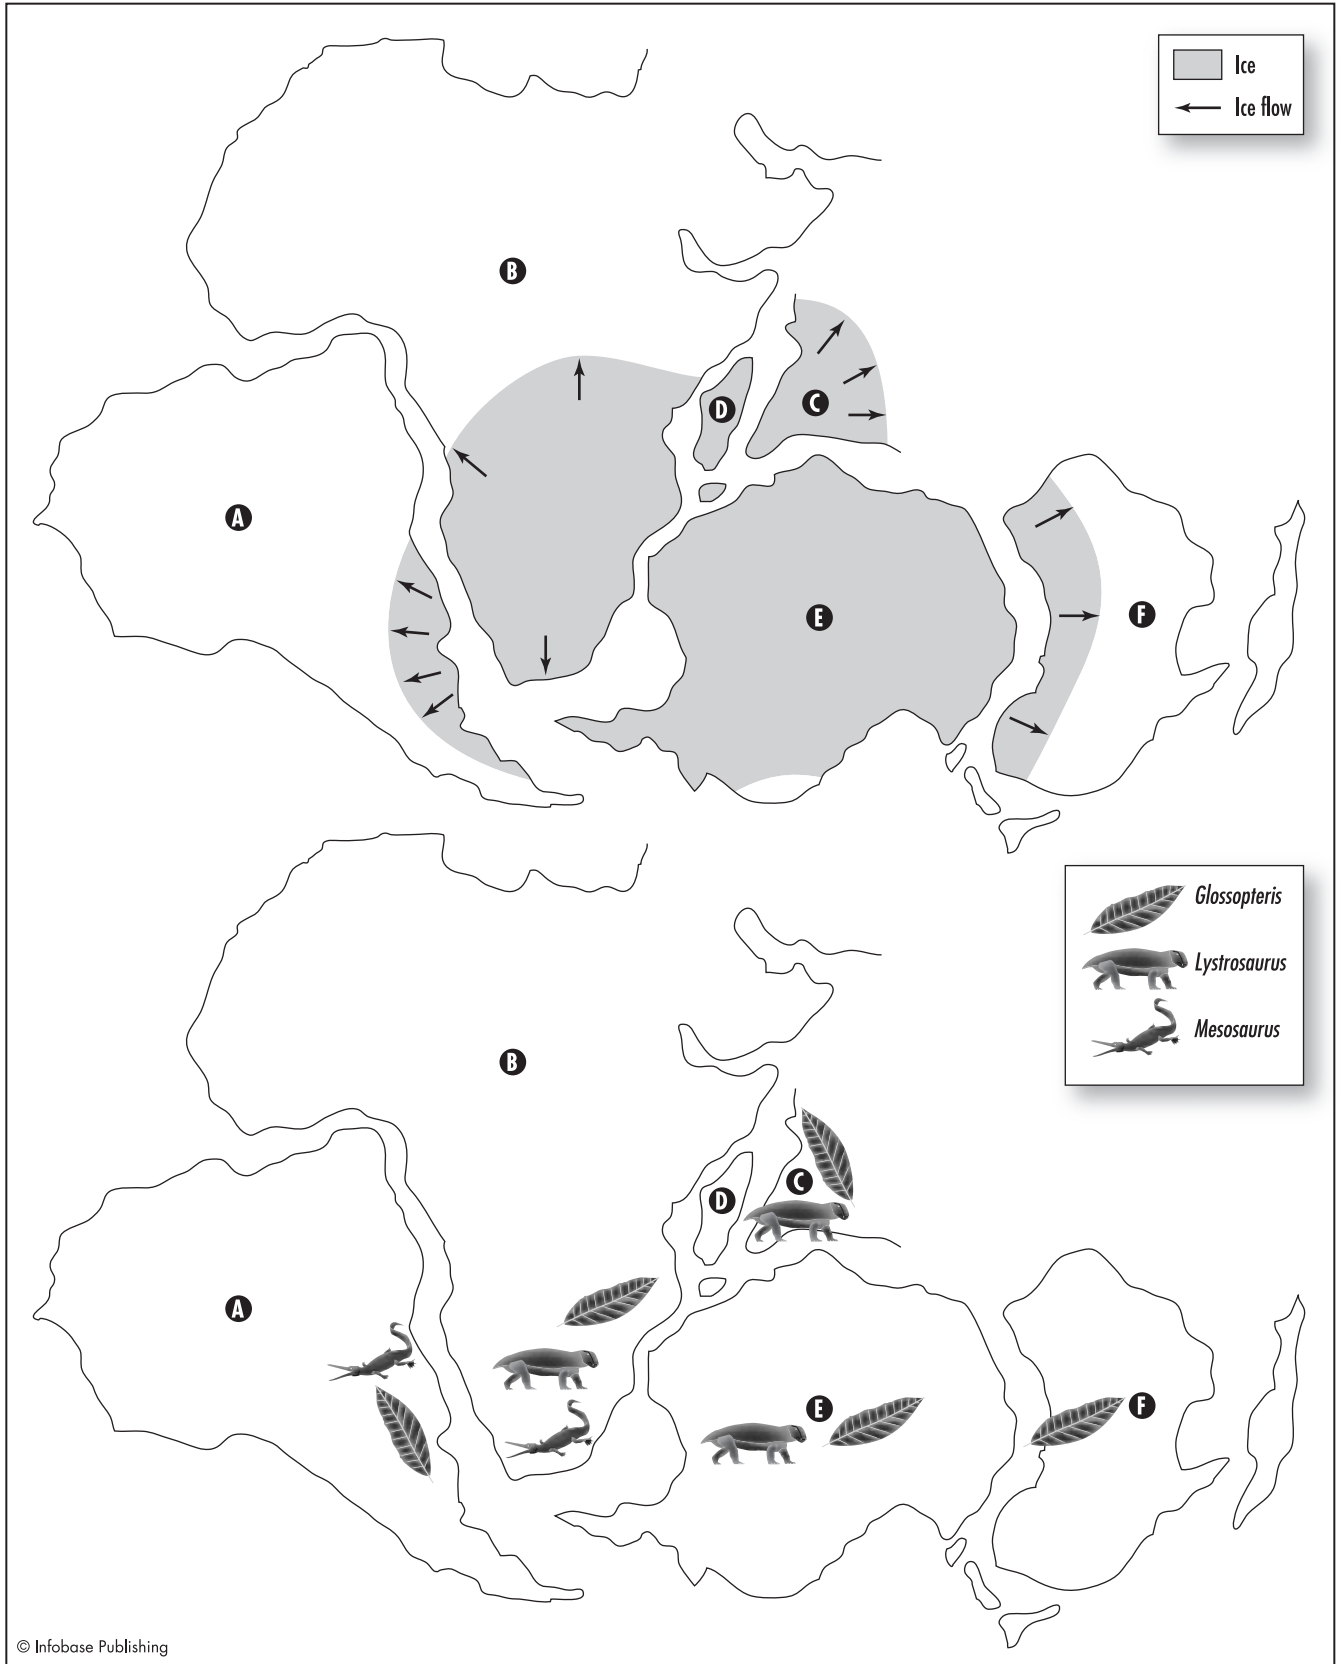 Ice
Ice flow
B
D
C
A
E
F
Glossopteris
Lystrosaurus
Mesosaurus
B
C
D
A
E
F
© Infobase Publishing